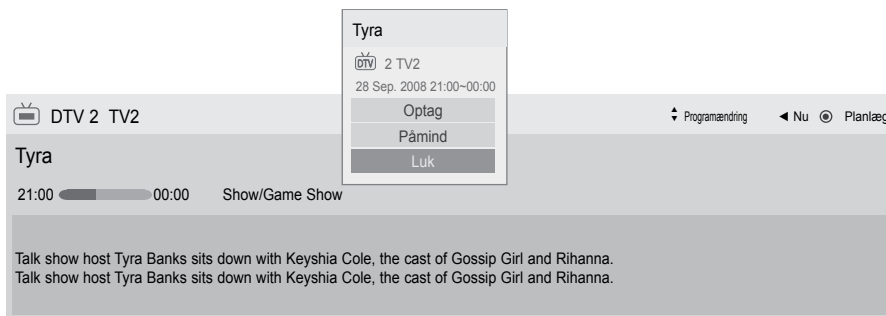 Tyra
DTV 2 TV2
28 Sep. 2008 21:00~00:00
Optag
Påmind
Luk
DTV 2 TV2
Programændring ◄ Nu ◉ Planlæg
Tyra
21:00 00:00 Show/Game Show
Talk show host Tyra Banks sits down with Keyshia Cole, the cast of Gossip Girl and Rihanna.
Talk show host Tyra Banks sits down with Keyshia Cole, the cast of Gossip Girl and Rihanna.